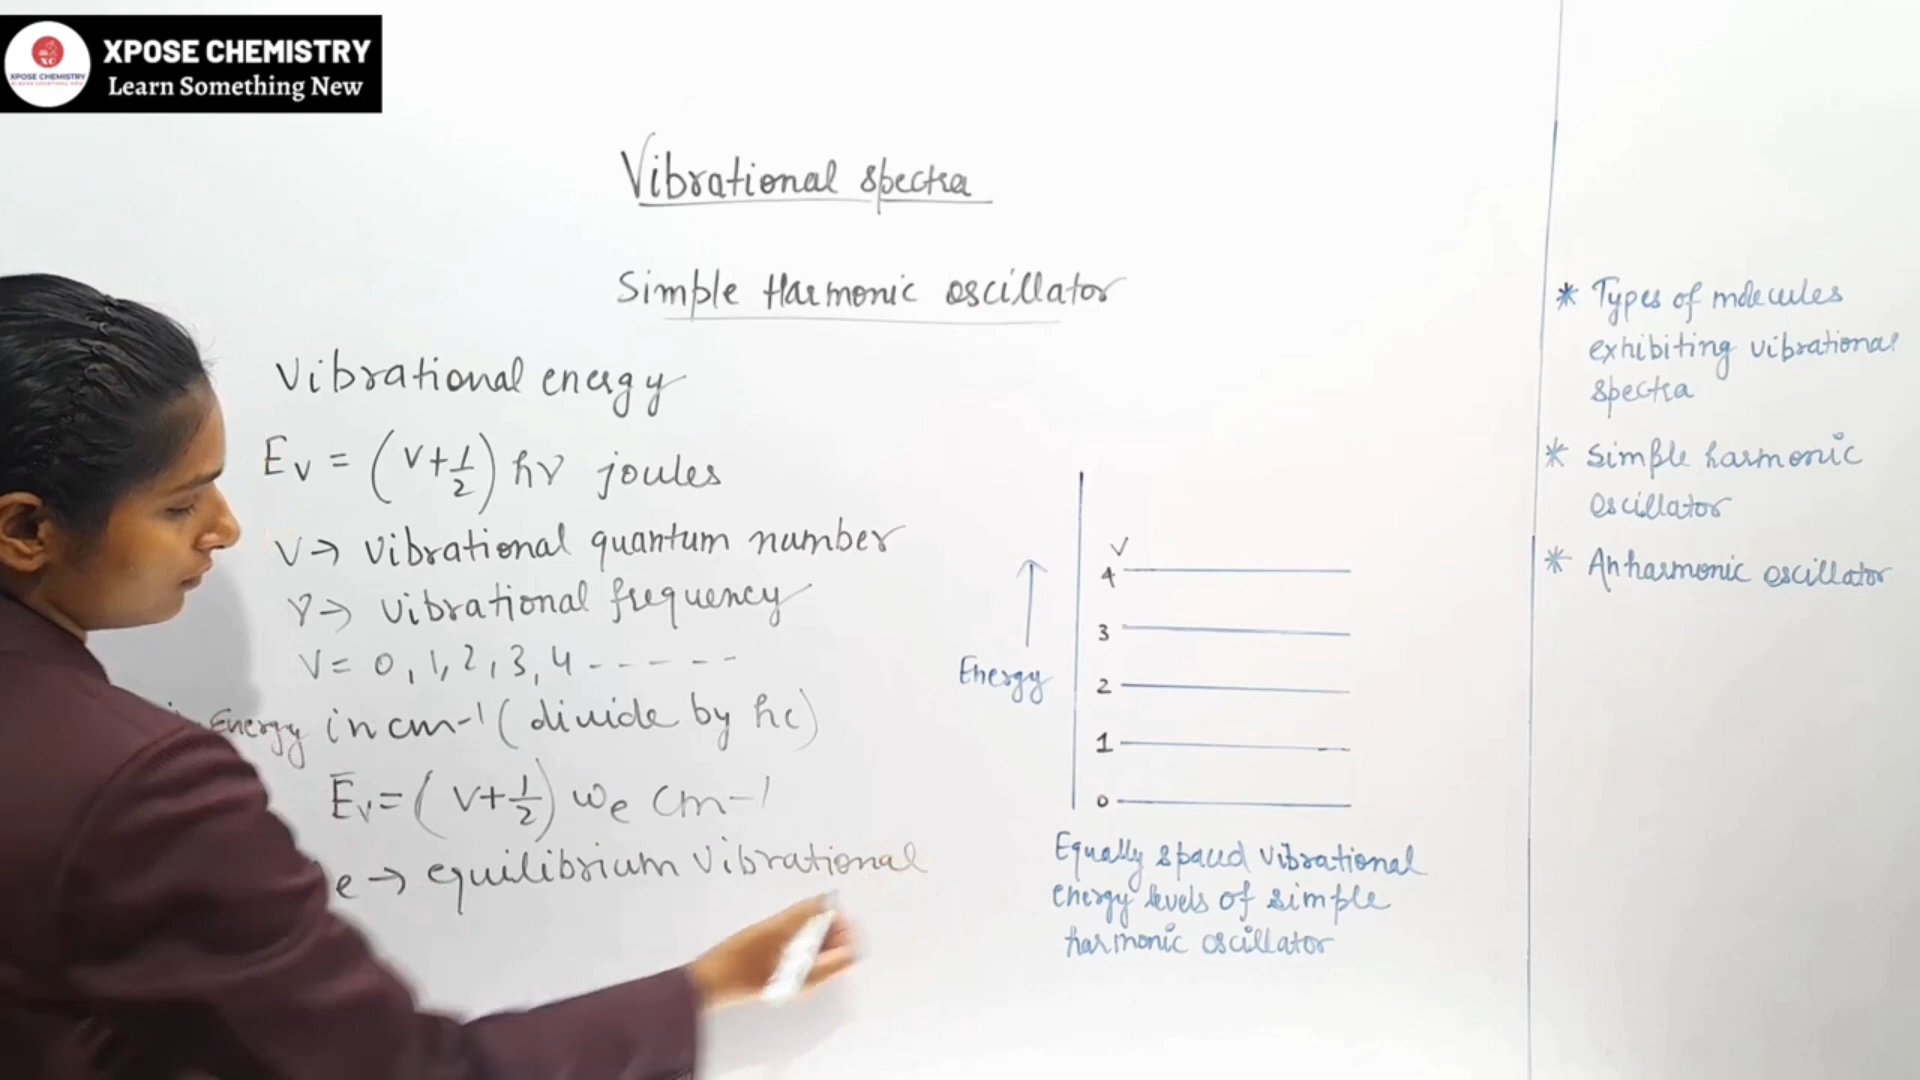 XPOSE CHEMISTRY
Learn Something New
XC
XPOSE CHEMISTRY
Vibrational spectra
Simple Harmonic oscillator
Vibrational energy
Ev = (v+1/2) hν joules
v → vibrational quantum number
ν → vibrational frequency
v = 0, 1, 2, 3, 4 ------
Energy in cm-1 (divide by hc)
Ev = (v+1/2) ωe cm-1
e → equilibrium vibrational
Energy
v
4
3
2
1
0
Equally spaced vibrational
energy levels of simple
harmonic oscillator
* Types of molecules
exhibiting vibrational
spectra
* Simple harmonic
oscillator
* Anharmonic oscillator